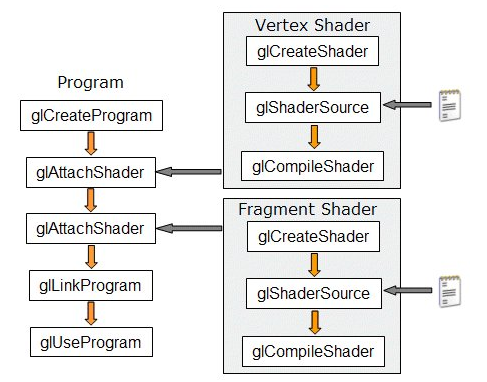 Program
glCreateProgram
glAttachShader
glAttachShader
glLinkProgram
glUseProgram
Vertex Shader
glCreateShader
glShaderSource
glCompileShader
Fragment Shader
glCreateShader
glShaderSource
glCompileShader